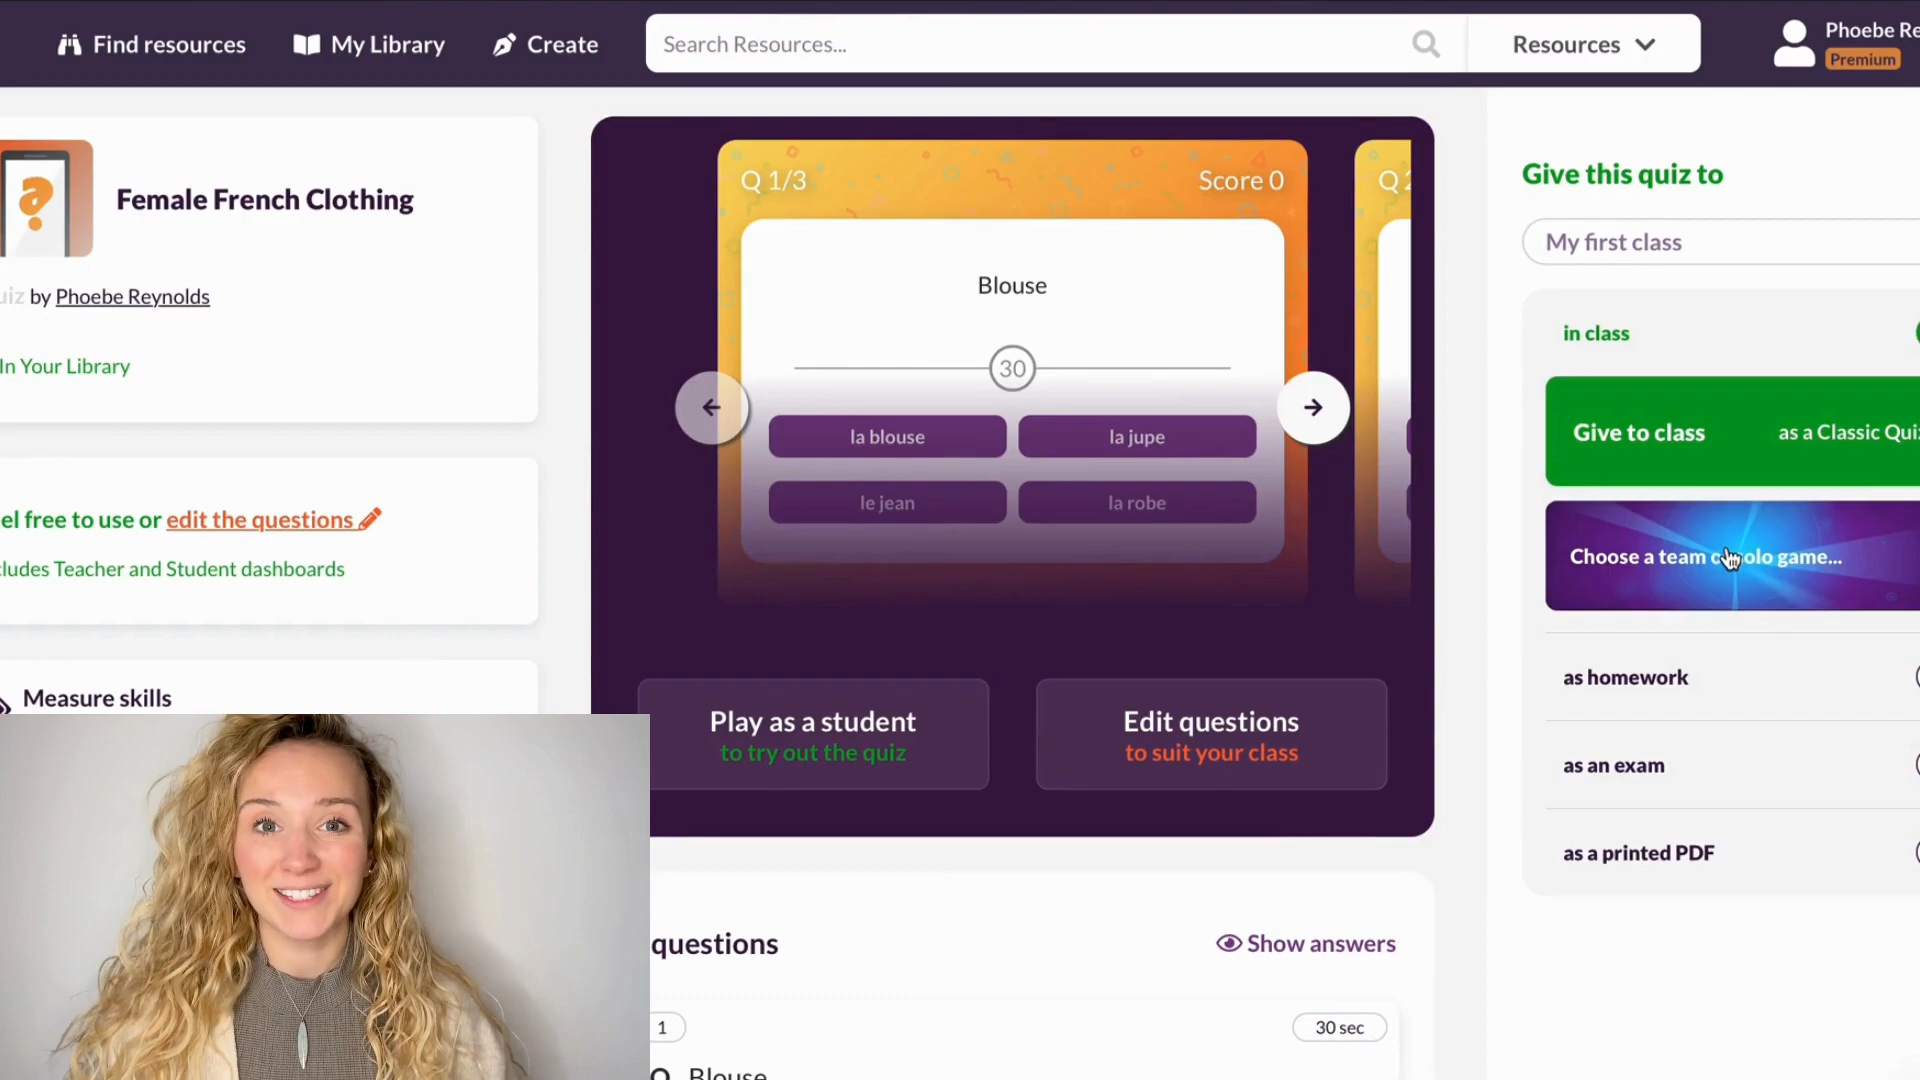 Find resources
My Library
Create
Search Resources...
Resources
Phoebe Re
Premium
Female French Clothing
uiz by Phoebe Reynolds
In Your Library
el free to use or edit the questions
cludes Teacher and Student dashboards
Measure skills
Q 1/3
Score 0
Q 2
Blouse
30
la blouse
la jupe
le jean
la robe
Play as a student
to try out the quiz
Edit questions
to suit your class
questions
Show answers
1
30 sec
Q Blouse
Give this quiz to
My first class
in class
Give to class
as a Classic Quiz
Choose a team o olo game...
as homework
as an exam
as a printed PDF